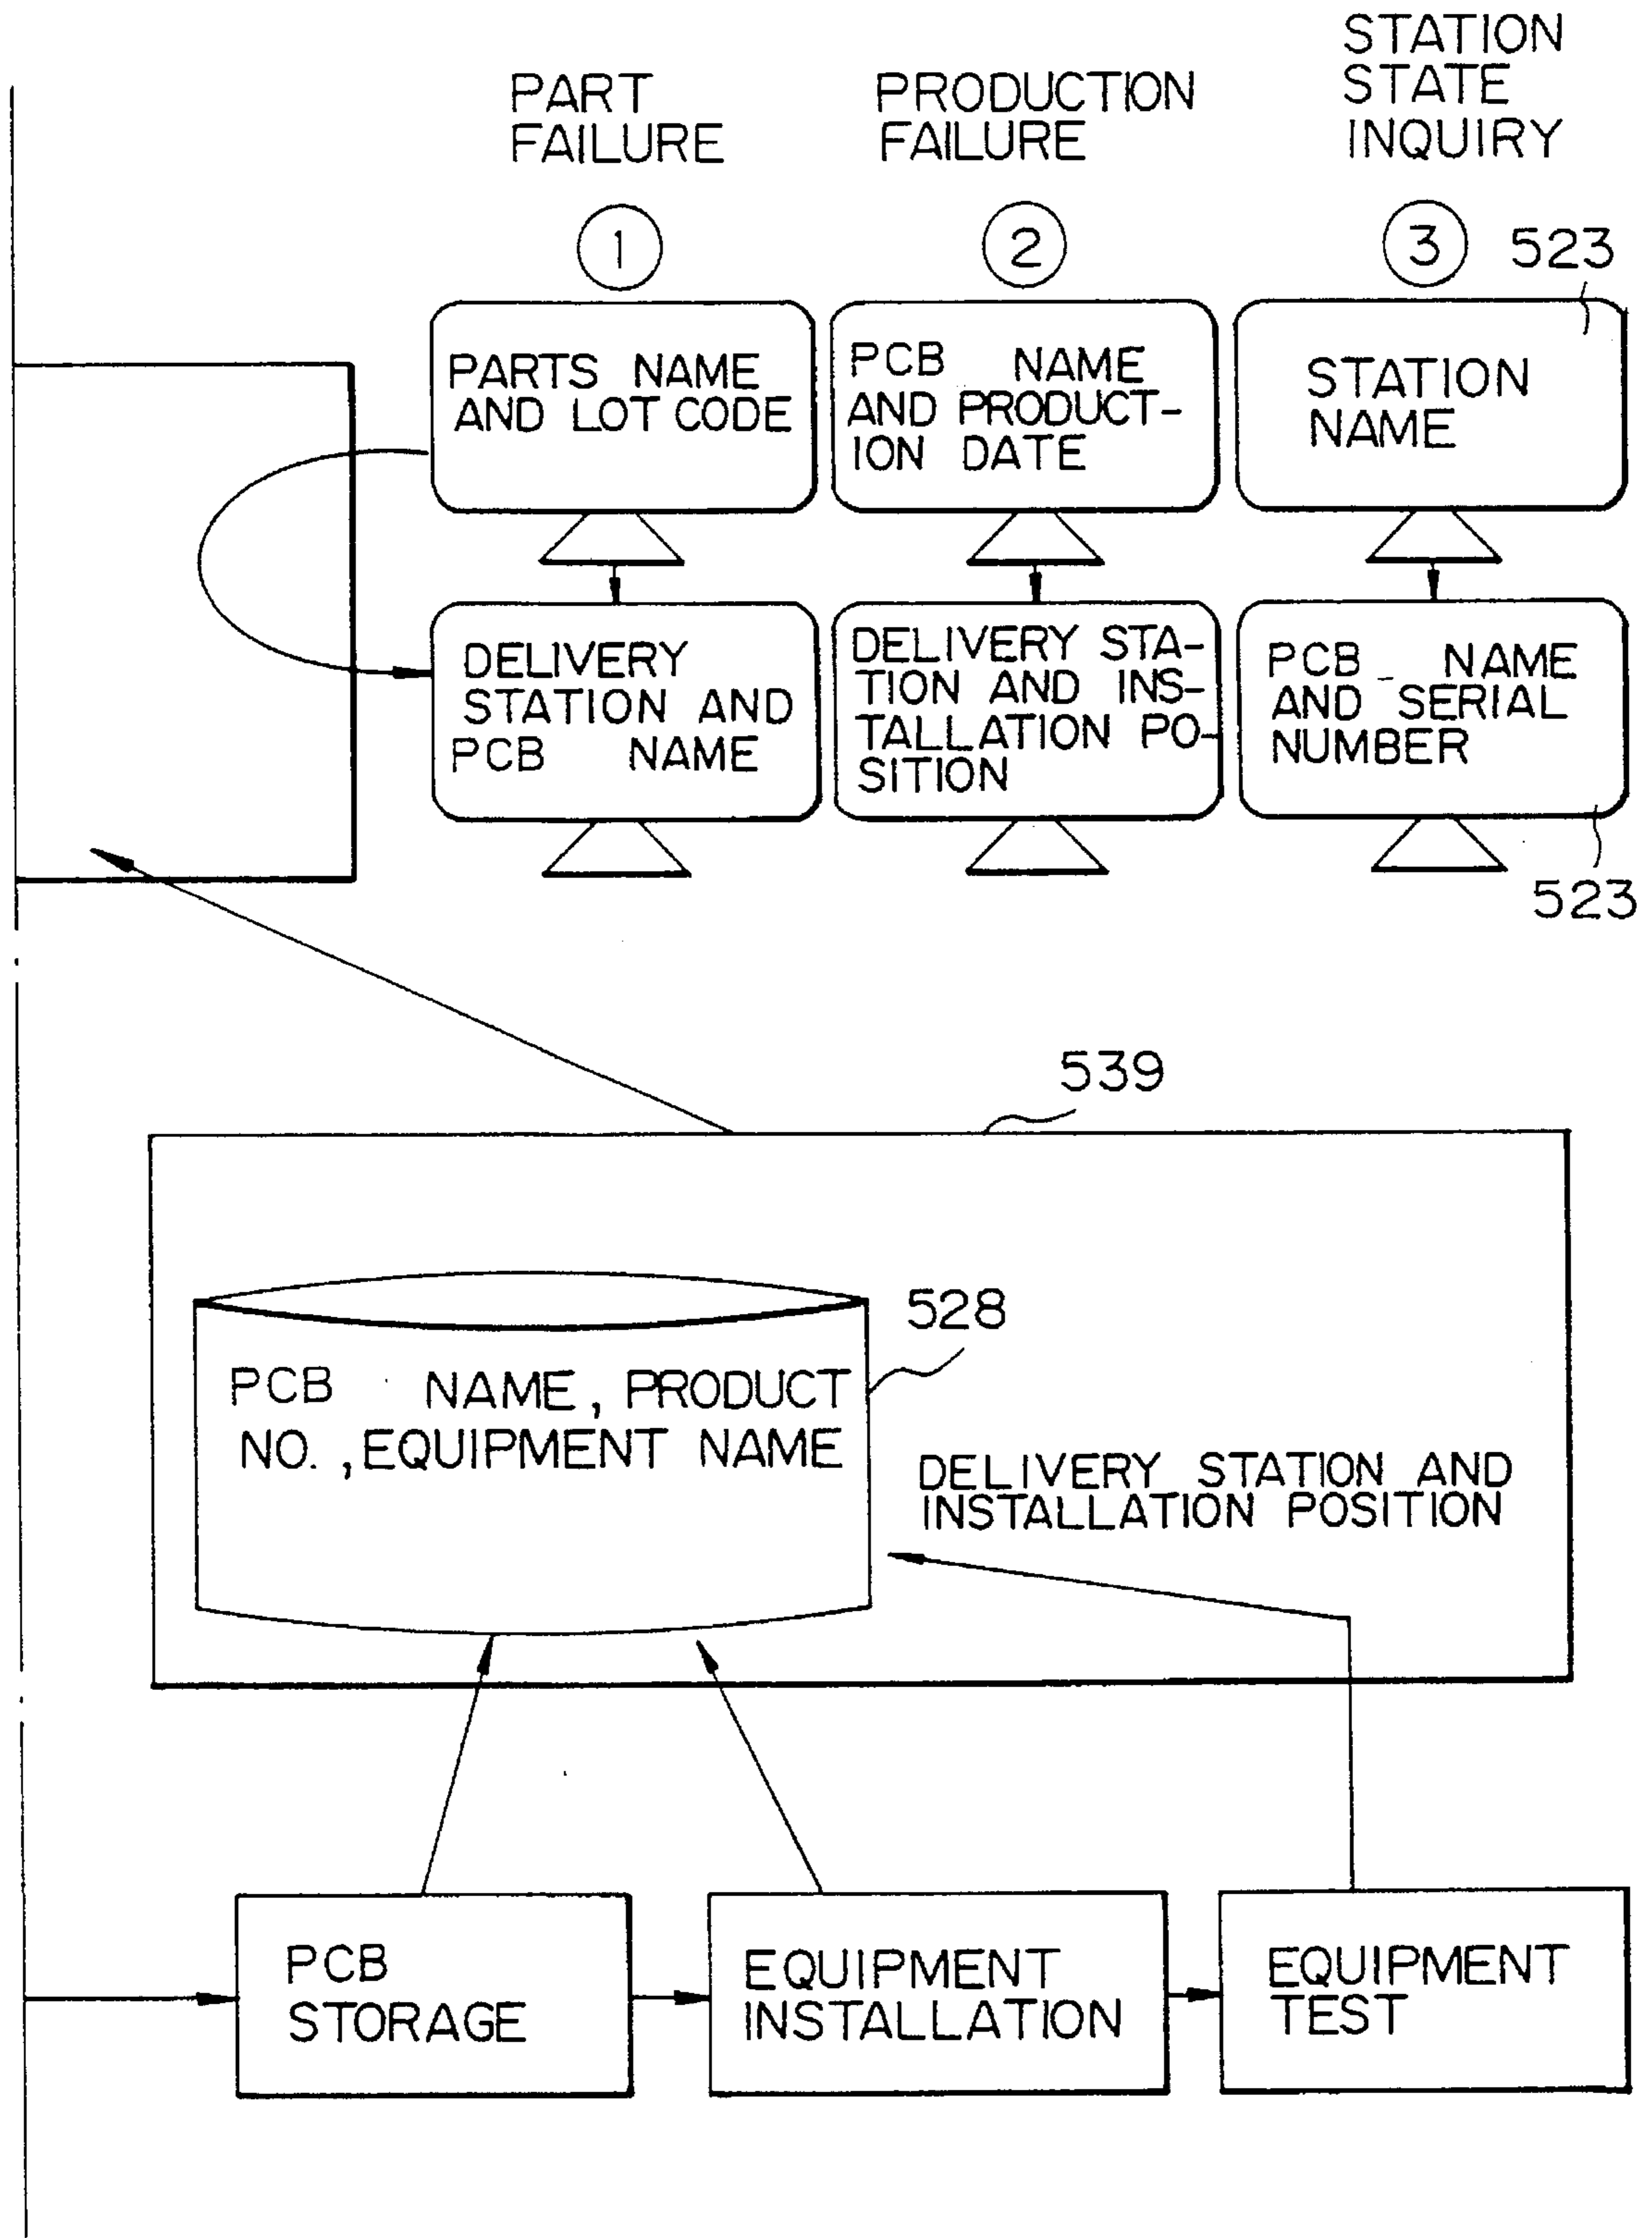 PART
FAILURE
PRODUCTION
FAILURE
STATION
STATE
INQUIRY
1
2
3
523
PARTS NAME
AND LOT CODE
PCB NAME
AND PRODUCT-
ION DATE
STATION
NAME
DELIVERY
STATION AND
PCB NAME
DELIVERY STA-
TION AND INS-
TALLATION PO-
SITION
PCB NAME
AND SERIAL
NUMBER
523
539
528
PCB NAME, PRODUCT
NO., EQUIPMENT NAME
DELIVERY STATION AND
INSTALLATION POSITION
PCB
STORAGE
EQUIPMENT
INSTALLATION
EQUIPMENT
TEST